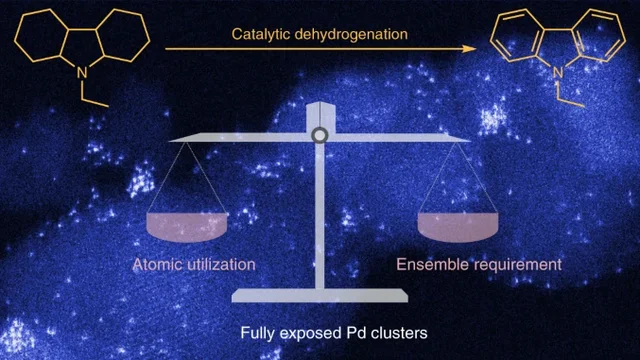 Catalytic dehydrogenation
N
N
Atomic utilization
Ensemble requirement
Fully exposed Pd clusters